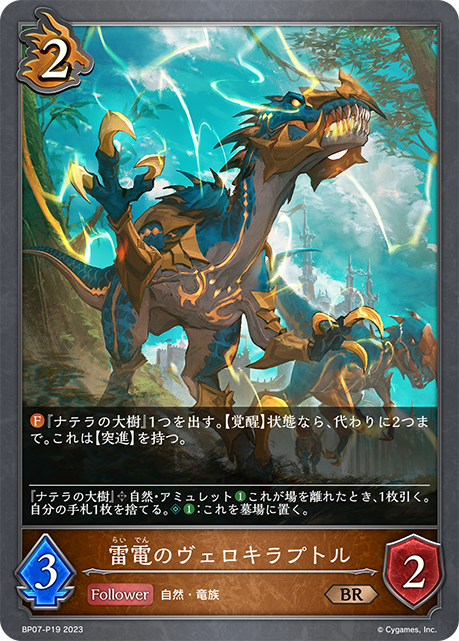 2
『ナテラの大樹』1つを出す。【覚醒】状態なら、代わりに2つま
で。これは【突進】を持つ。
『ナテラの大樹』自然・アミュレット 1 これが場を離れたとき、1枚引く。
自分の手札1枚を捨てる。1:これを墓場に置く。
らい でん
雷電のヴェロキラプトル
3
Follower 自然・竜族
BR
2
BP07-P19 2023
© Cygames, Inc.